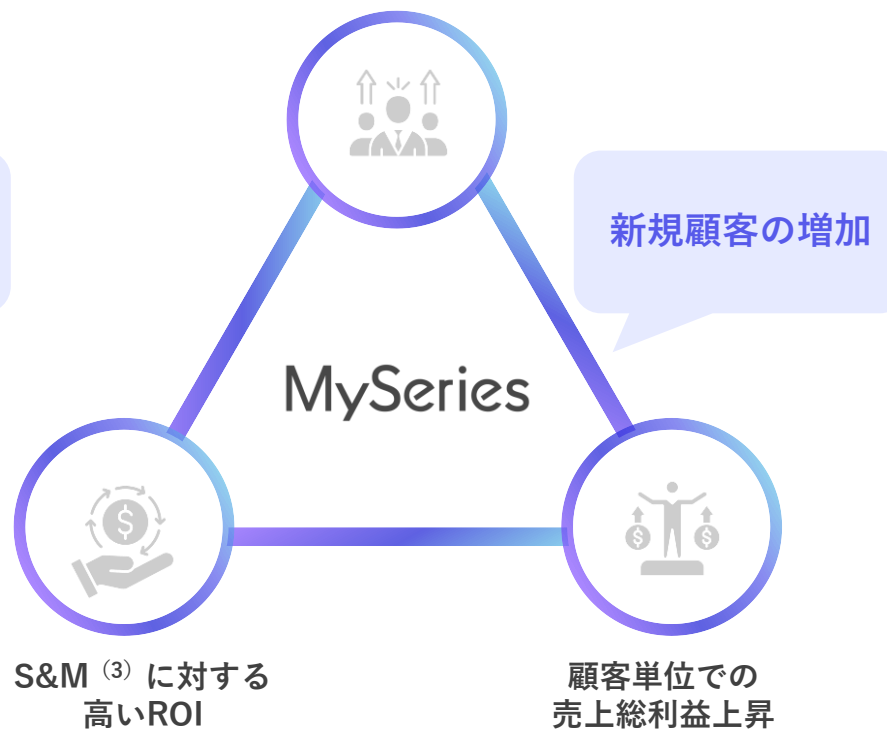 新規顧客の増加
MySeries
S&M（3）に対する
高いROI
顧客単位での
売上総利益上昇